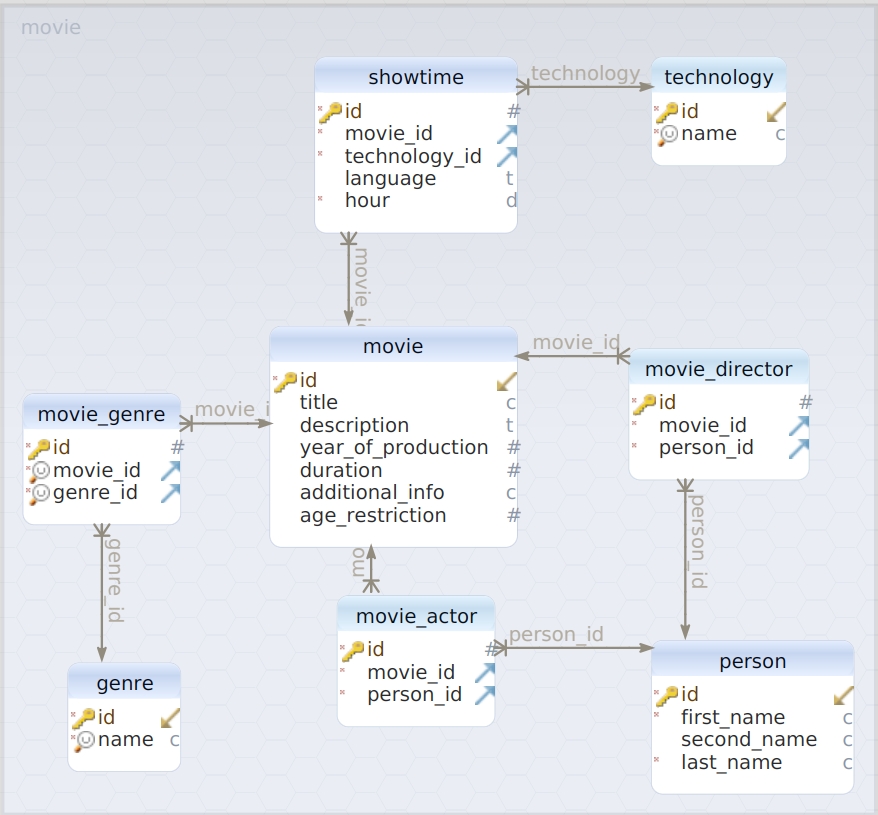 movie
showtime
id #
movie_id
technology_id
language t
hour d
technology
technology
id
name c
movie_id
movie
id
title c
description t
year_of_production #
duration #
additional_info c
age_restriction #
movie_id
movie_director
id #
movie_id
person_id
movie_genre
id #
movie_id
genre_id
movie_i
genre_id
genre
id
name c
mo
movie_actor
id #
movie_id
person_id
person_id
person_id
person
id
first_name c
second_name c
last_name c